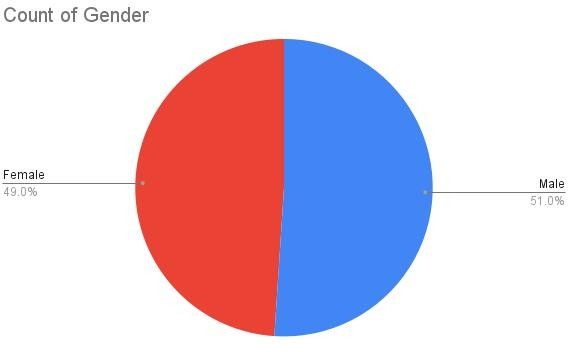 Count of Gender
Female
49.0%
Male
51.0%